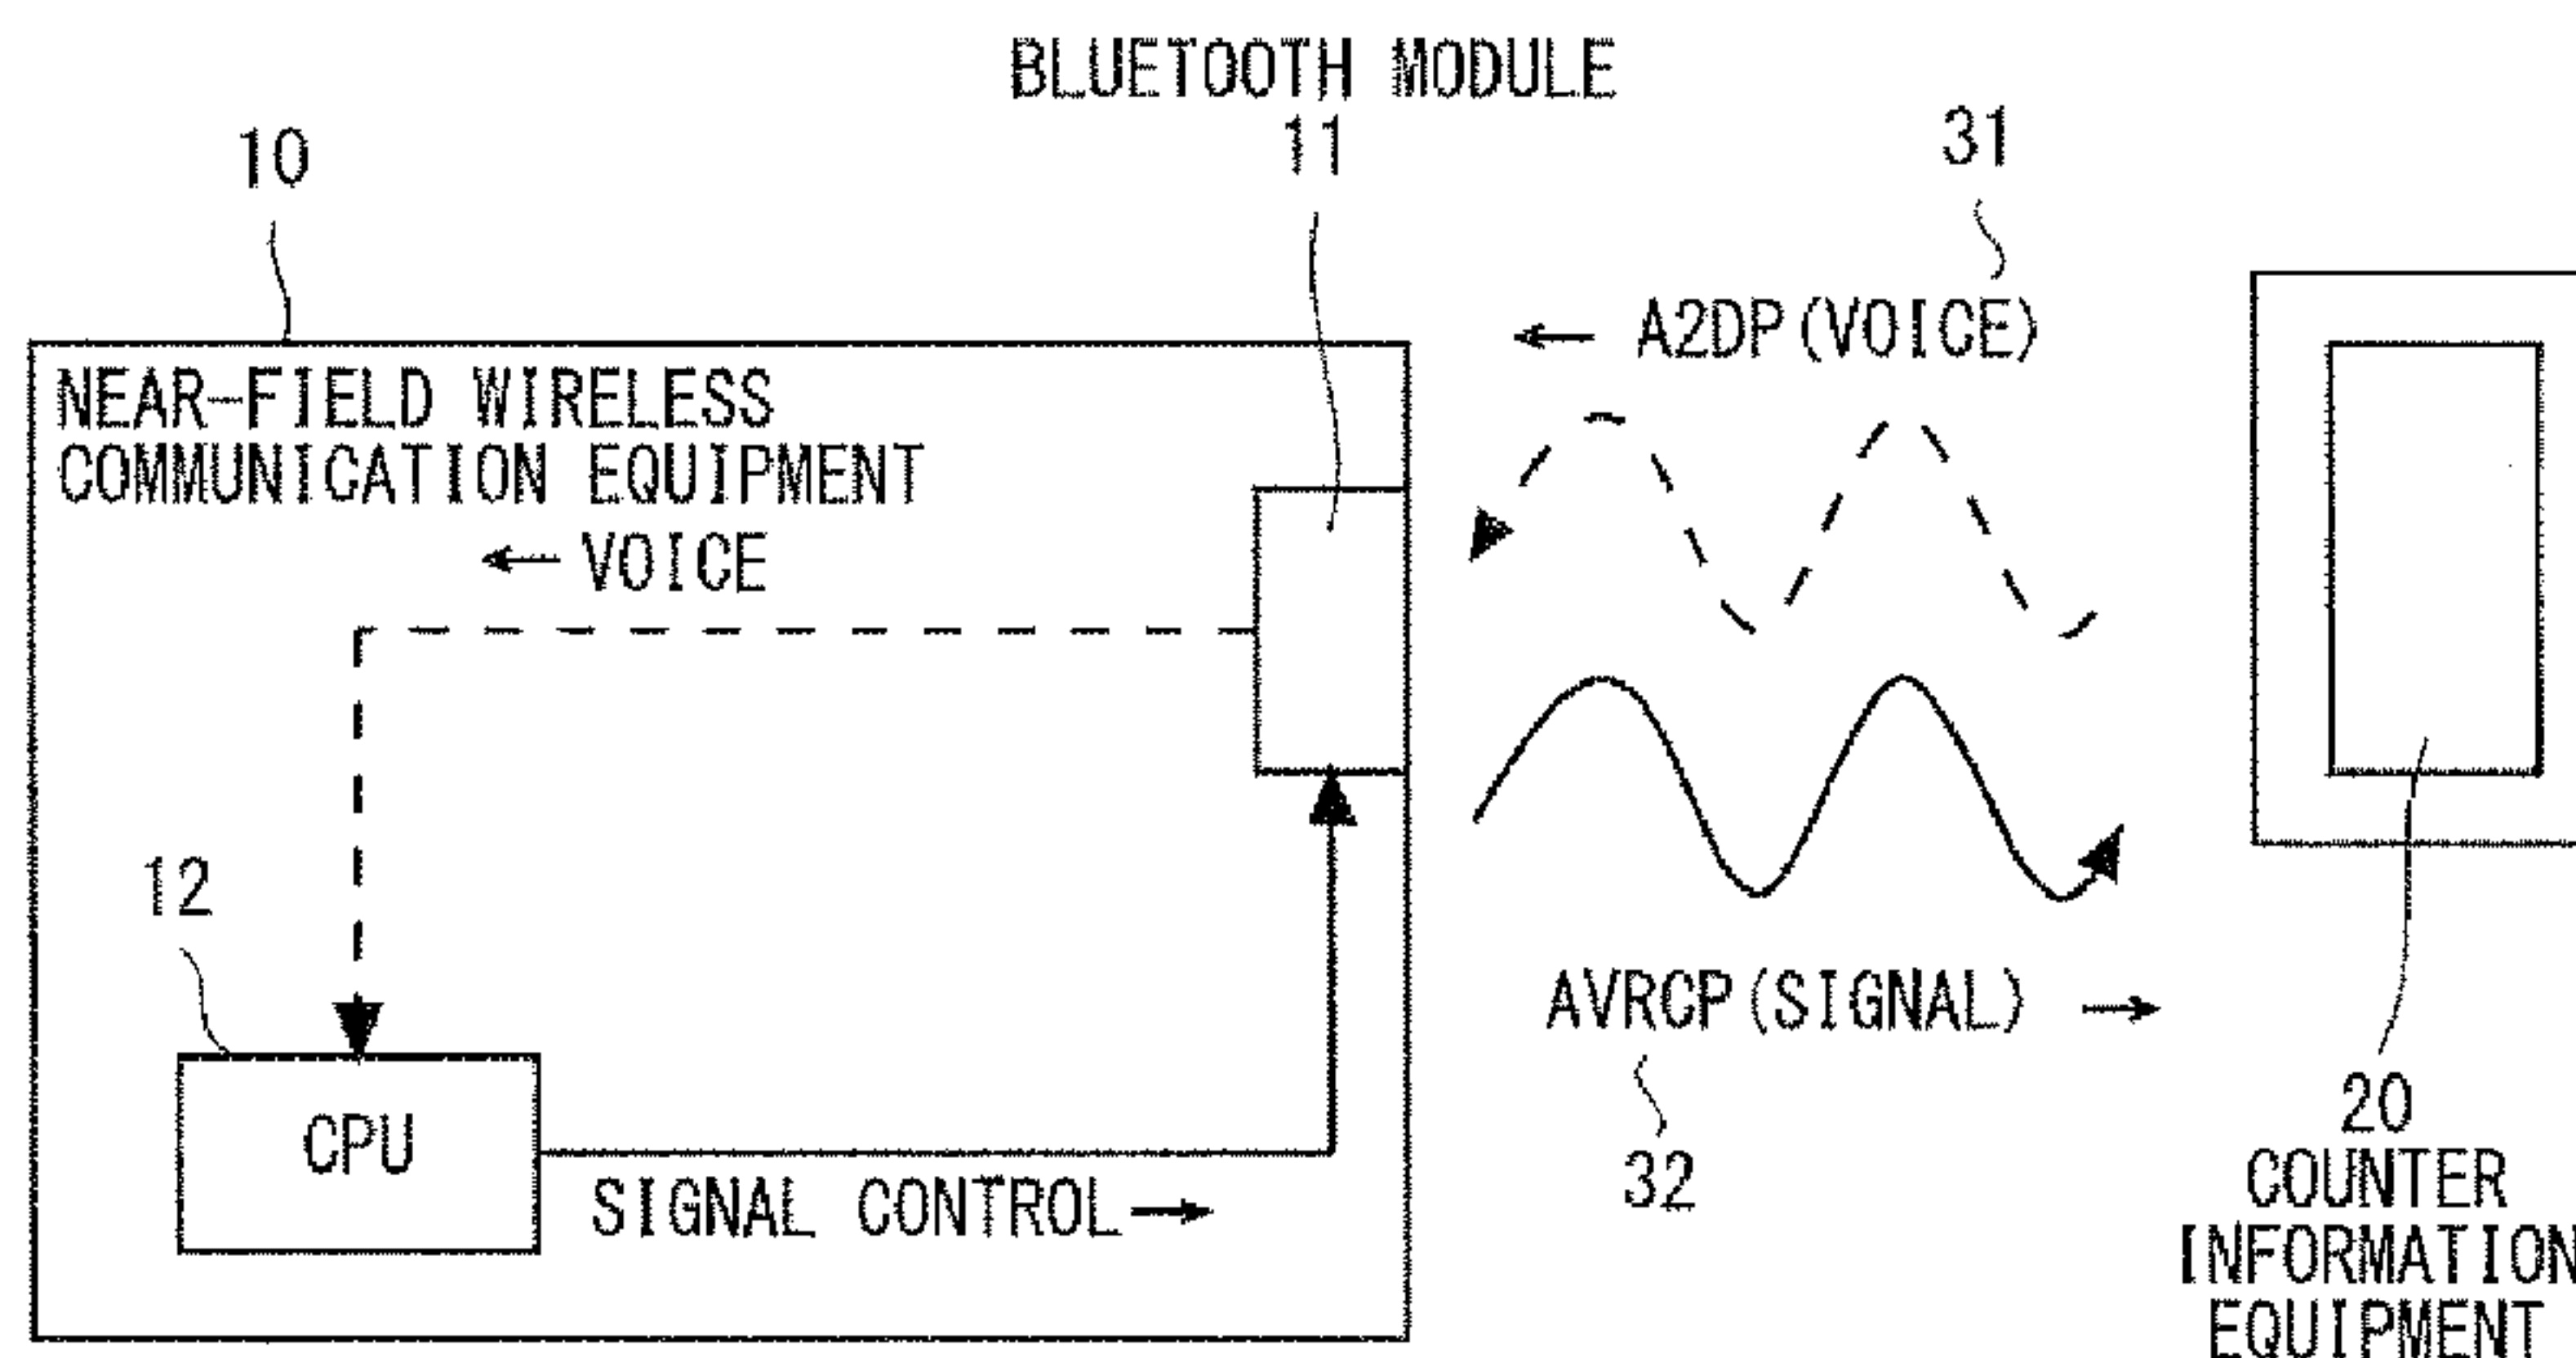 BLUETOOTH MODULE
11
10
31
← A2DP(VOICE)
NEAR-FIELD WIRELESS
COMMUNICATION EQUIPMENT
← VOICE
12
CPU
SIGNAL CONTROL→
AVRCP(SIGNAL) →
32
20
COUNTER
INFORMATION
EQUIPMENT